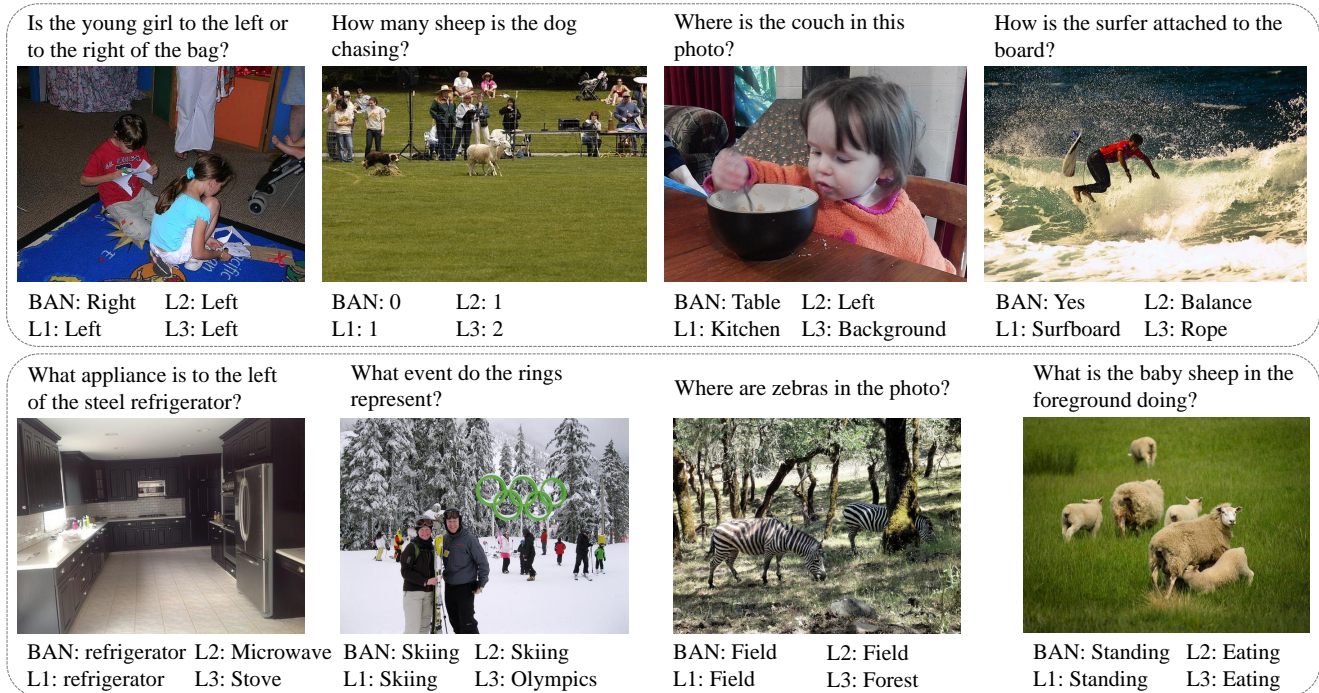 Is the young girl to the left or
to the right of the bag?
How many sheep is the dog
chasing?
Where is the couch in this
photo?
How is the surfer attached to the
board?
BAN: Right L2: Left
L1: Left L3: Left
BAN: 0 L2: 1
L1: 1 L3: 2
BAN: Table L2: Left
L1: Kitchen L3: Background
BAN: Yes L2: Balance
L1: Surfboard L3: Rope
What appliance is to the left
of the steel refrigerator?
What event do the rings
represent?
Where are zebras in the photo?
What is the baby sheep in the
foreground doing?
BAN: refrigerator L2: Microwave
L1: refrigerator L3: Stove
BAN: Skiing L2: Skiing
L1: Skiing L3: Olympics
BAN: Field L2: Field
L1: Field L3: Forest
BAN: Standing L2: Eating
L1: Standing L3: Eating